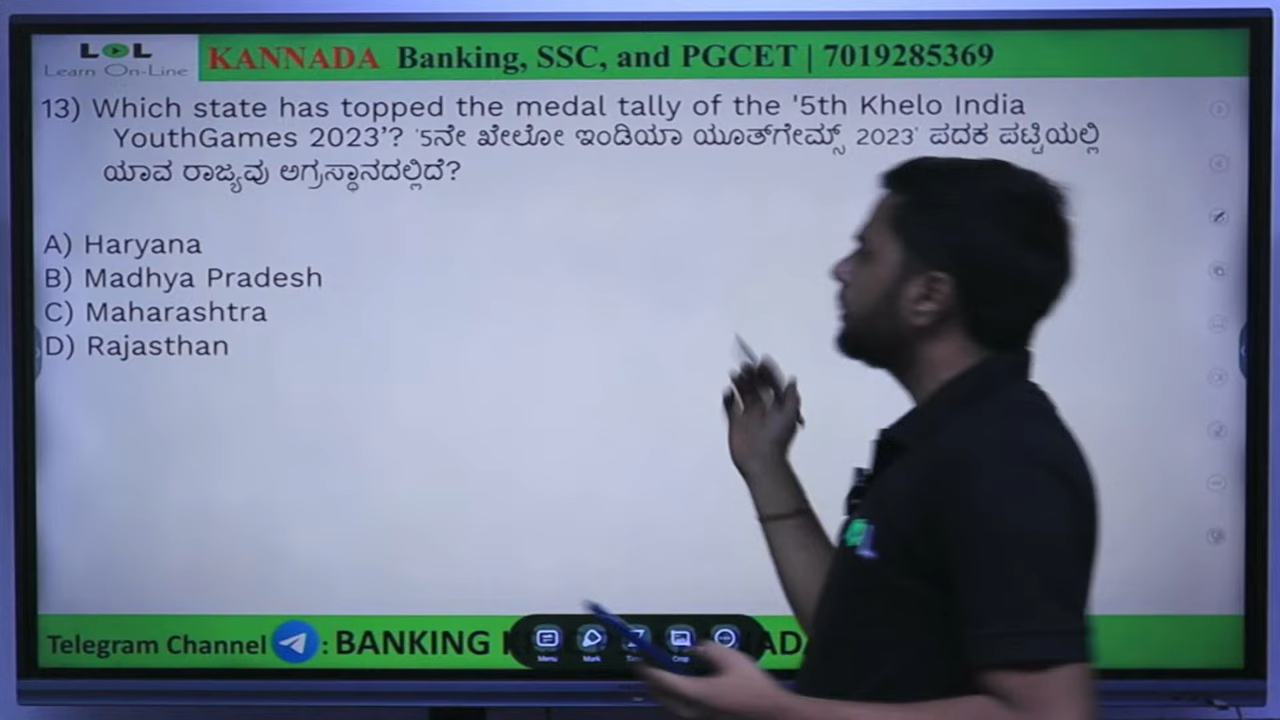 LOL
Learn On-Line
KANNADA Banking, SSC, and PGCET | 7019285369
13) Which state has topped the medal tally of the '5th Khelo India
YouthGames 2023'? '5ನೇ ಖೇಲೋ ಇಂಡಿಯಾ ಯೂತ್‌ಗೇಮ್ಸ್ 2023' ಪದಕ ಪಟ್ಟಿಯಲ್ಲಿ
ಯಾವ ರಾಜ್ಯವು ಅಗ್ರಸ್ಥಾನದಲ್ಲಿದೆ?
A) Haryana
B) Madhya Pradesh
C) Maharashtra
D) Rajasthan
Telegram Channel : BANKING
Menu Mark Crop